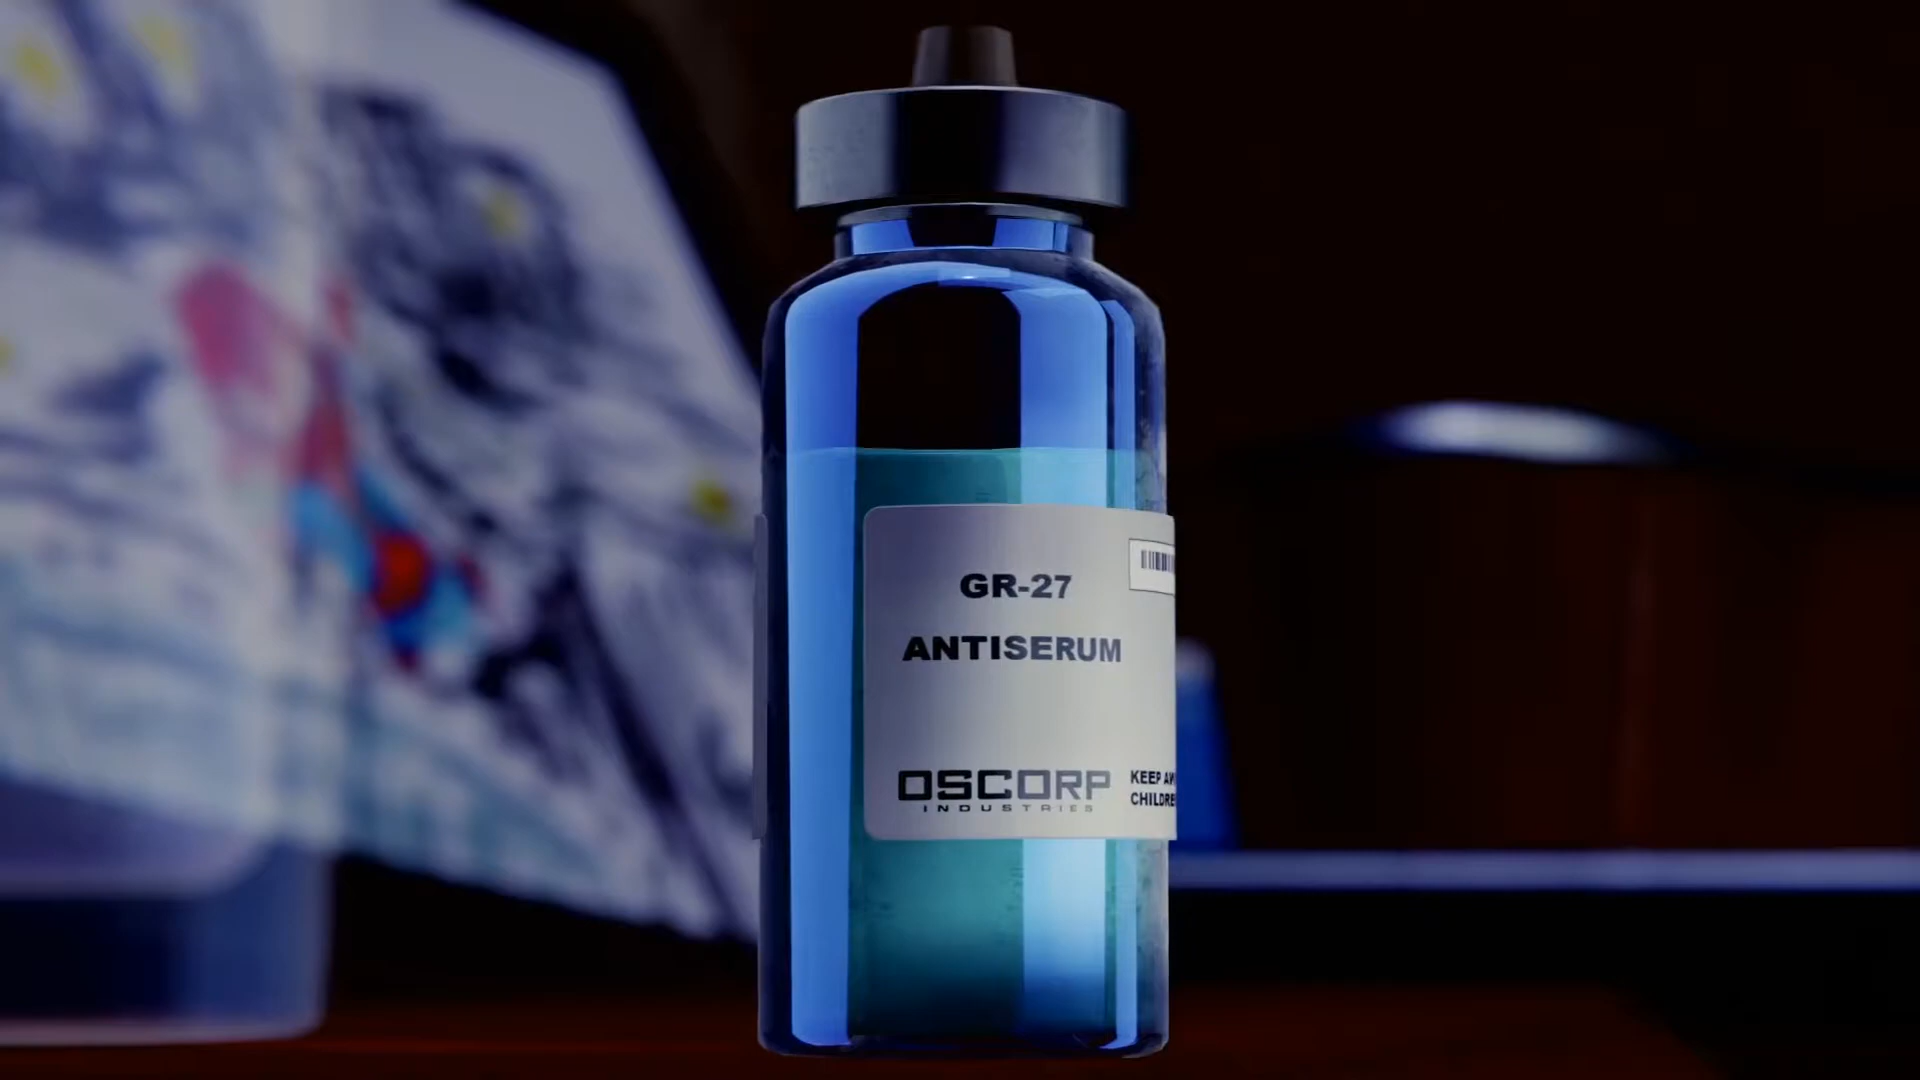 GR-27
ANTISERUM
OSCORP
INDUSTRIES
KEEP
CHILDRE